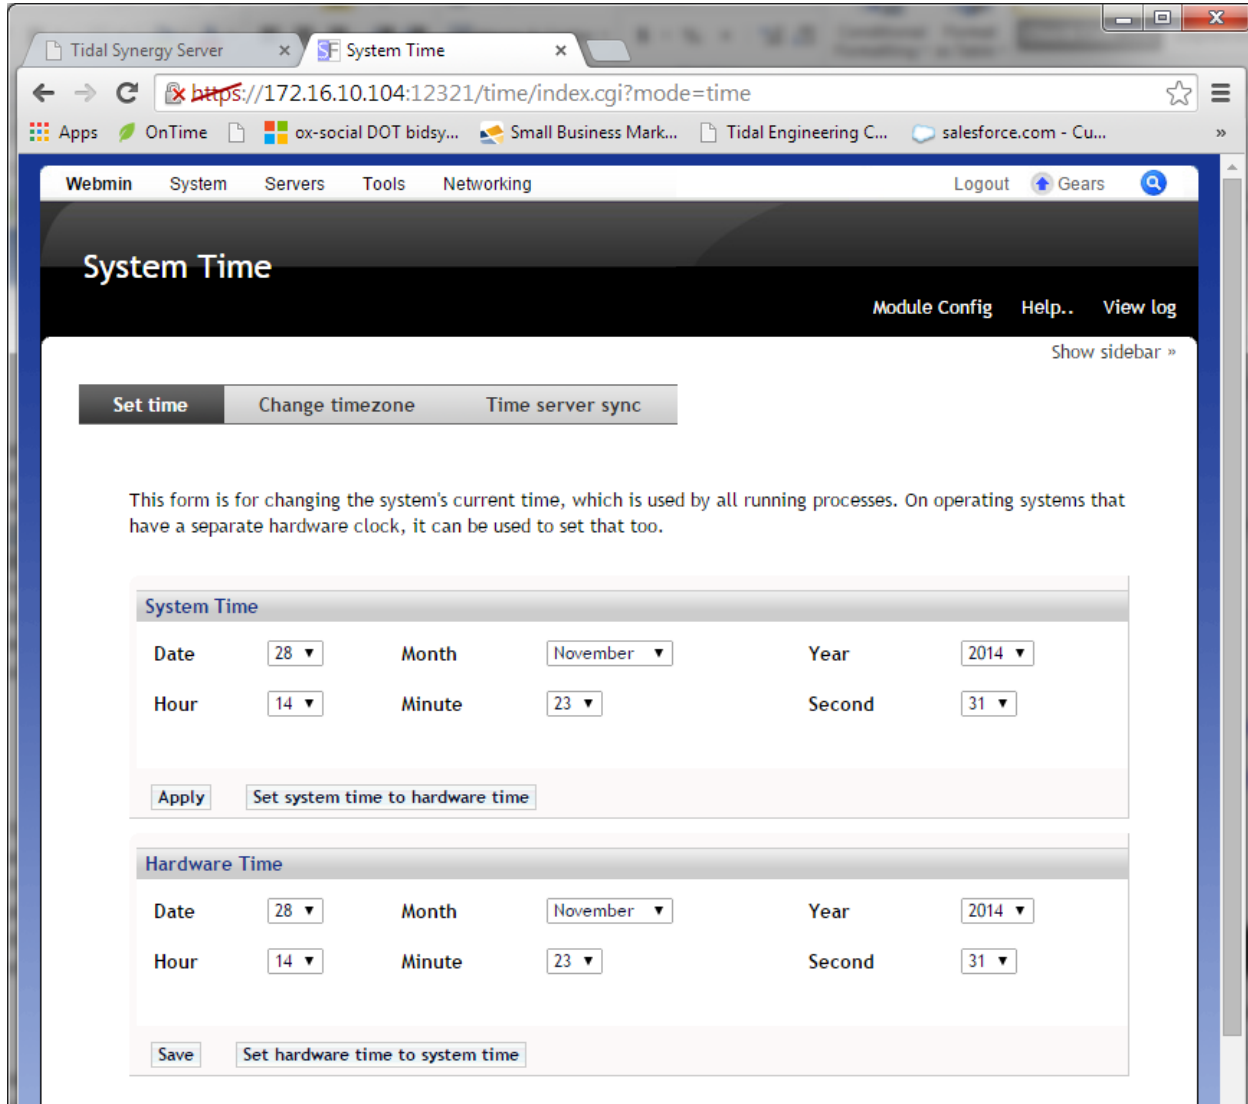 Tidal Synergy Server × SF System Time ×
https://172.16.10.104:12321/time/index.cgi?mode=time
Apps OnTime ox-social DOT bidsy... Small Business Mark... Tidal Engineering C... salesforce.com - Cu... »
Webmin System Servers Tools Networking Logout Gears
System Time
Module Config Help.. View log
Show sidebar »
Set time Change timezone Time server sync
This form is for changing the system's current time, which is used by all running processes. On operating systems that
have a separate hardware clock, it can be used to set that too.
System Time
Date 28 Month November Year 2014
Hour 14 Minute 23 Second 31
Apply Set system time to hardware time
Hardware Time
Date 28 Month November Year 2014
Hour 14 Minute 23 Second 31
Save Set hardware time to system time